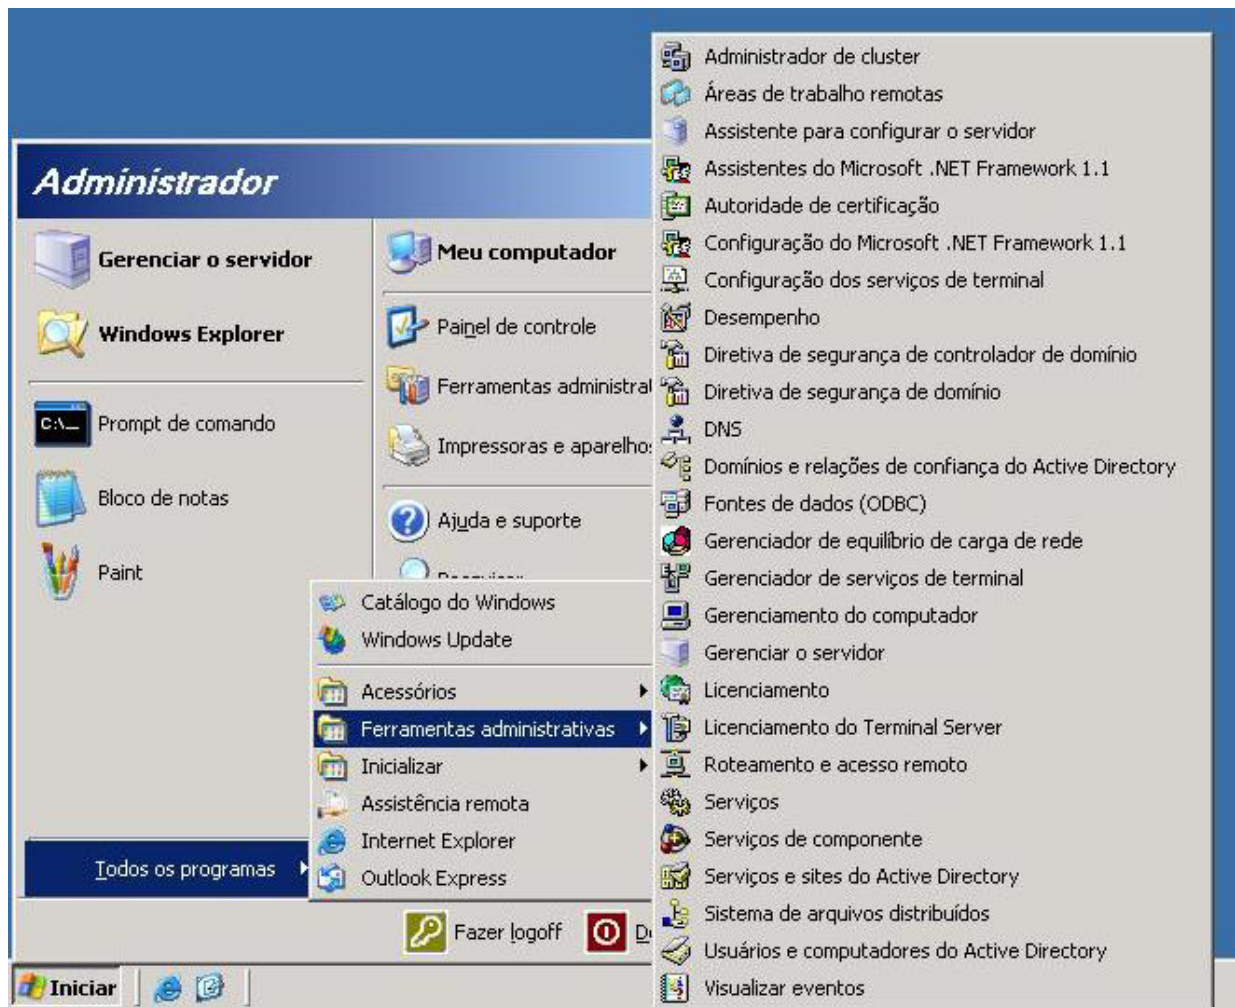 Administrador
Gerenciar o servidor
Windows Explorer
C:\_
Prompt de comando
Bloco de notas
Paint
Todos os programas
Meu computador
Painel de controle
Ferramentas administrat
Impressoras e aparelhos
Ajuda e suporte
Catálogo do Windows
Windows Update
Acessórios
Ferramentas administrativas
Inicializar
Assistência remota
Internet Explorer
Outlook Express
Administrador de cluster
Áreas de trabalho remotas
Assistente para configurar o servidor
Assistentes do Microsoft .NET Framework 1.1
Autoridade de certificação
Configuração do Microsoft .NET Framework 1.1
Configuração dos serviços de terminal
Desempenho
Diretiva de segurança de controlador de domínio
Diretiva de segurança de domínio
DNS
Domínios e relações de confiança do Active Directory
Fontes de dados (ODBC)
Gerenciador de equilíbrio de carga de rede
Gerenciador de serviços de terminal
Gerenciamento do computador
Gerenciar o servidor
Licenciamento
Licenciamento do Terminal Server
Roteamento e acesso remoto
Serviços
Serviços de componente
Serviços e sites do Active Directory
Sistema de arquivos distribuídos
Usuários e computadores do Active Directory
Visualizar eventos
Fazer logoff
Iniciar